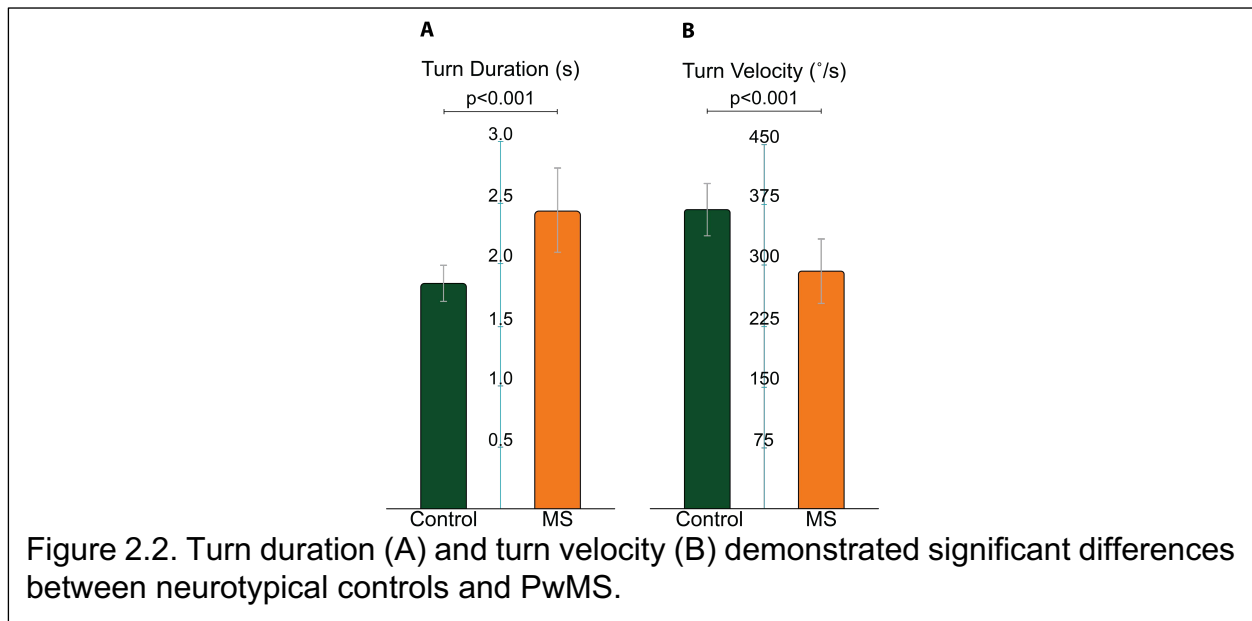 A
Turn Duration (s)
p<0.001
3.0
2.5
2.0
1.5
1.0
0.5
Control MS
B
Turn Velocity (°/s)
p<0.001
450
375
300
225
150
75
Control MS
Figure 2.2. Turn duration (A) and turn velocity (B) demonstrated significant differences
between neurotypical controls and PwMS.